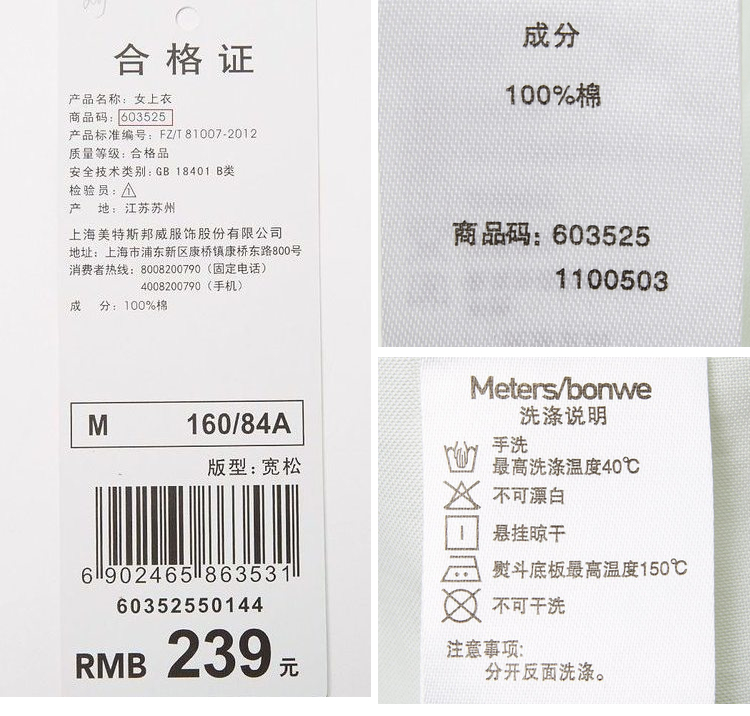 合格证
产品名称：女上衣
商品码：603525
产品标准编号：FZ/T 81007-2012
质量等级：合格品
安全技术类别：GB 18401 B类
检验员：1
产　地：江苏苏州
上海美特斯邦威服饰股份有限公司
地址：上海市浦东新区康桥镇康桥东路800号
消费者热线：8008200790（固定电话）
4008200790（手机）
成　分：100%棉
M 160/84A
版型：宽松
6 902465 863531
60352550144
RMB 239元
成分
100%棉
商品码：603525
1100503
Meters/bonwe
洗涤说明
手洗
最高洗涤温度40℃
不可漂白
悬挂晾干
熨斗底板最高温度150℃
不可干洗
注意事项：
分开反面洗涤。